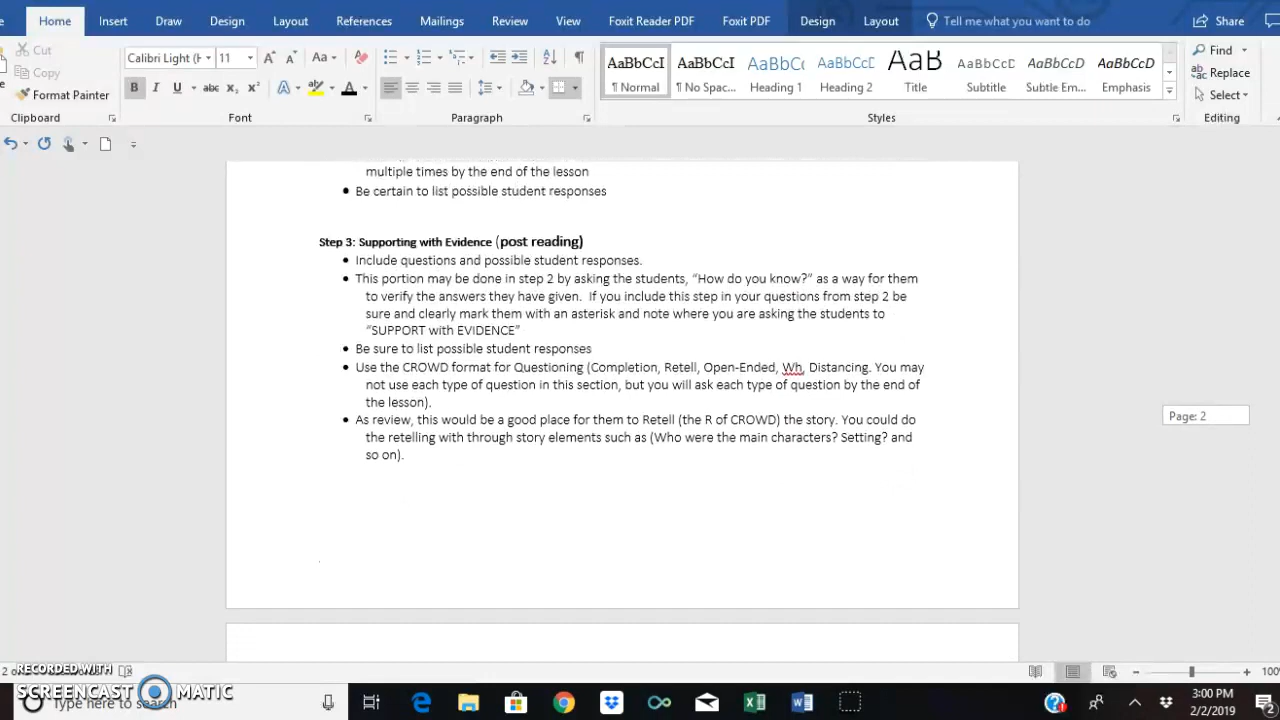 Home Insert Draw Design Layout References Mailings Review View Foxit Reader PDF Foxit PDF Design Layout Tell me what you want to do Share
Cut
Copy
Format Painter
Clipboard
Calibri Light (H 11 Aa
B I U abc x₂ x² A A
Font
Paragraph
AaBbCcI AaBbCcI AaBbCc AaBbCcC AaB AaBbCcC AaBbCcD AaBbCcD
¶ Normal ¶ No Spac... Heading 1 Heading 2 Title Subtitle Subtle Em... Emphasis
Styles
Find
Replace
Select
Editing
multiple times by the end of the lesson
• Be certain to list possible student responses
Step 3: Supporting with Evidence (post reading)
• Include questions and possible student responses.
• This portion may be done in step 2 by asking the students, “How do you know?” as a way for them
to verify the answers they have given. If you include this step in your questions from step 2 be
sure and clearly mark them with an asterisk and note where you are asking the students to
“SUPPORT with EVIDENCE”
• Be sure to list possible student responses
• Use the CROWD format for Questioning (Completion, Retell, Open-Ended, Wh, Distancing. You may
not use each type of question in this section, but you will ask each type of question by the end of
the lesson).
• As review, this would be a good place for them to Retell (the R of CROWD) the story. You could do
the retelling with through story elements such as (Who were the main characters? Setting? and
so on).
Page: 2
RECORDED WITH
SCREENCAST MATIC
Type here to search
100%
3:00 PM
2/2/2019
2